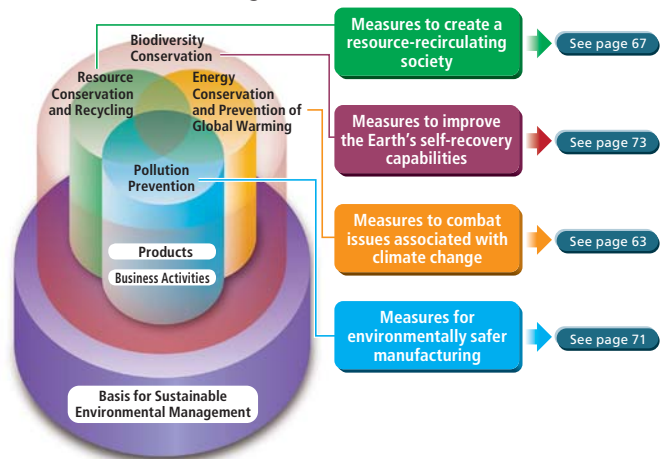 Biodiversity
Conservation
Resource
Conservation
and Recycling
Energy
Conservation
and Prevention of
Global Warming
Pollution
Prevention
Products
Business Activities
Basis for Sustainable
Environmental Management
Measures to create a
resource-recirculating
society
See page 67
Measures to improve
the Earth's self-recovery
capabilities
See page 73
Measures to combat
issues associated with
climate change
See page 63
Measures for
environmentally safer
manufacturing
See page 71